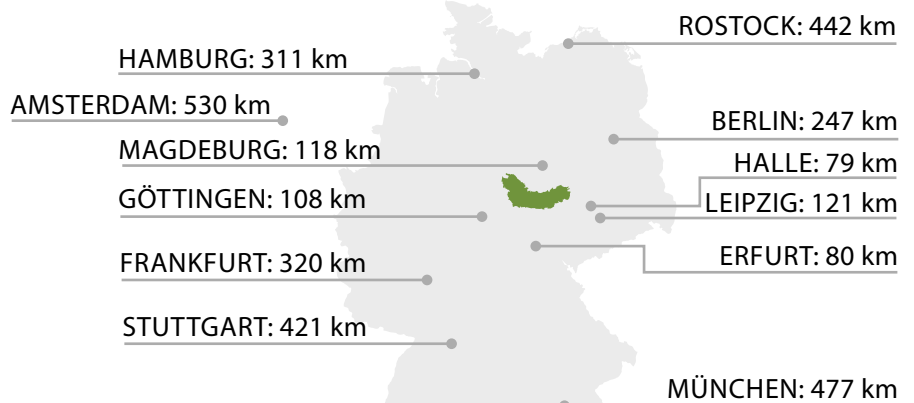 ROSTOCK: 442 km
HAMBURG: 311 km
AMSTERDAM: 530 km
BERLIN: 247 km
MAGDEBURG: 118 km
HALLE: 79 km
GÖTTINGEN: 108 km
LEIPZIG: 121 km
ERFURT: 80 km
FRANKFURT: 320 km
STUTTGART: 421 km
MÜNCHEN: 477 km